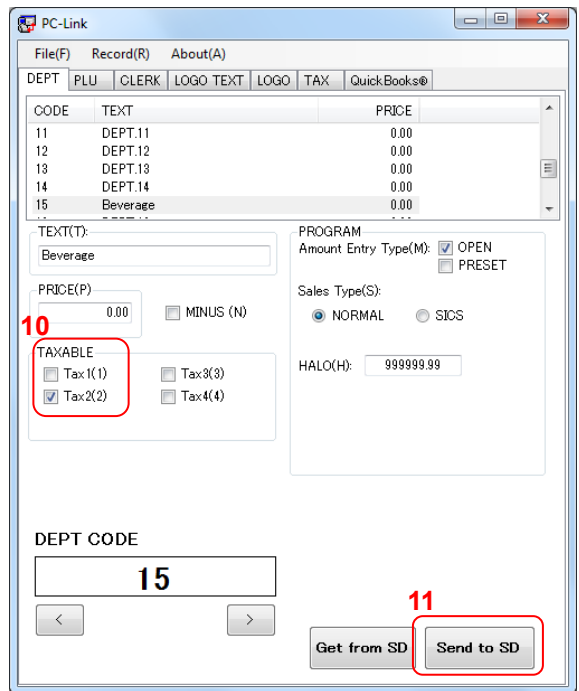 PC-Link
File(F) Record(R) About(A)
DEPT PLU CLERK LOGO TEXT LOGO TAX QuickBooks®
CODE TEXT PRICE
11 DEPT.11 0.00
12 DEPT.12 0.00
13 DEPT.13 0.00
14 DEPT.14 0.00
15 Beverage 0.00
TEXT(T):
Beverage
PROGRAM
Amount Entry Type(M): OPEN
PRESET
PRICE(P)
0.00 MINUS (N)
Sales Type(S):
NORMAL SICS
10
TAXABLE
Tax1(1) Tax3(3)
Tax2(2) Tax4(4)
HALO(H): 999999.99
DEPT CODE
15
< >
11
Get from SD Send to SD